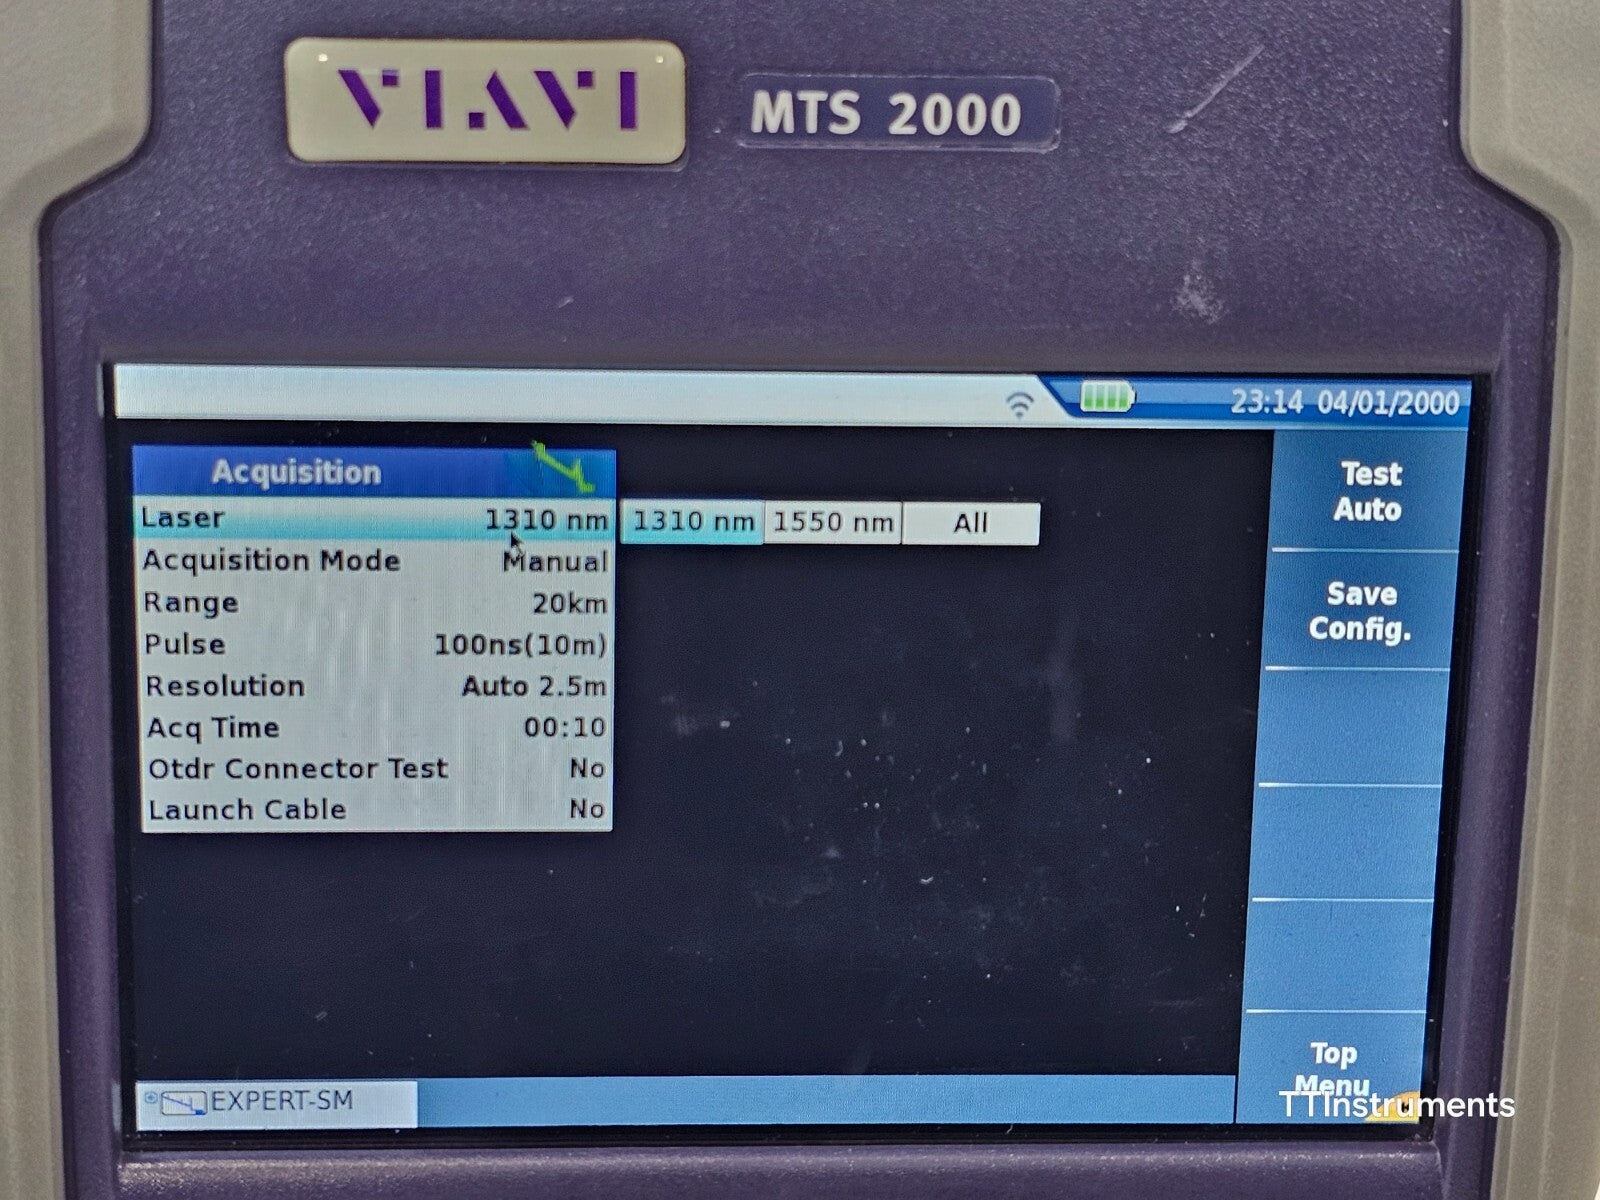 VIAVI
MTS 2000
23:14 04/01/2000
Acquisition
Laser 1310 nm 1310 nm 1550 nm All
Acquisition Mode Manual
Range 20km
Pulse 100ns(10m)
Resolution Auto 2.5m
Acq Time 00:10
Otdr Connector Test No
Launch Cable No
Test
Auto
Save
Config.
Top
Menu
EXPERT-SM
TTInstruments